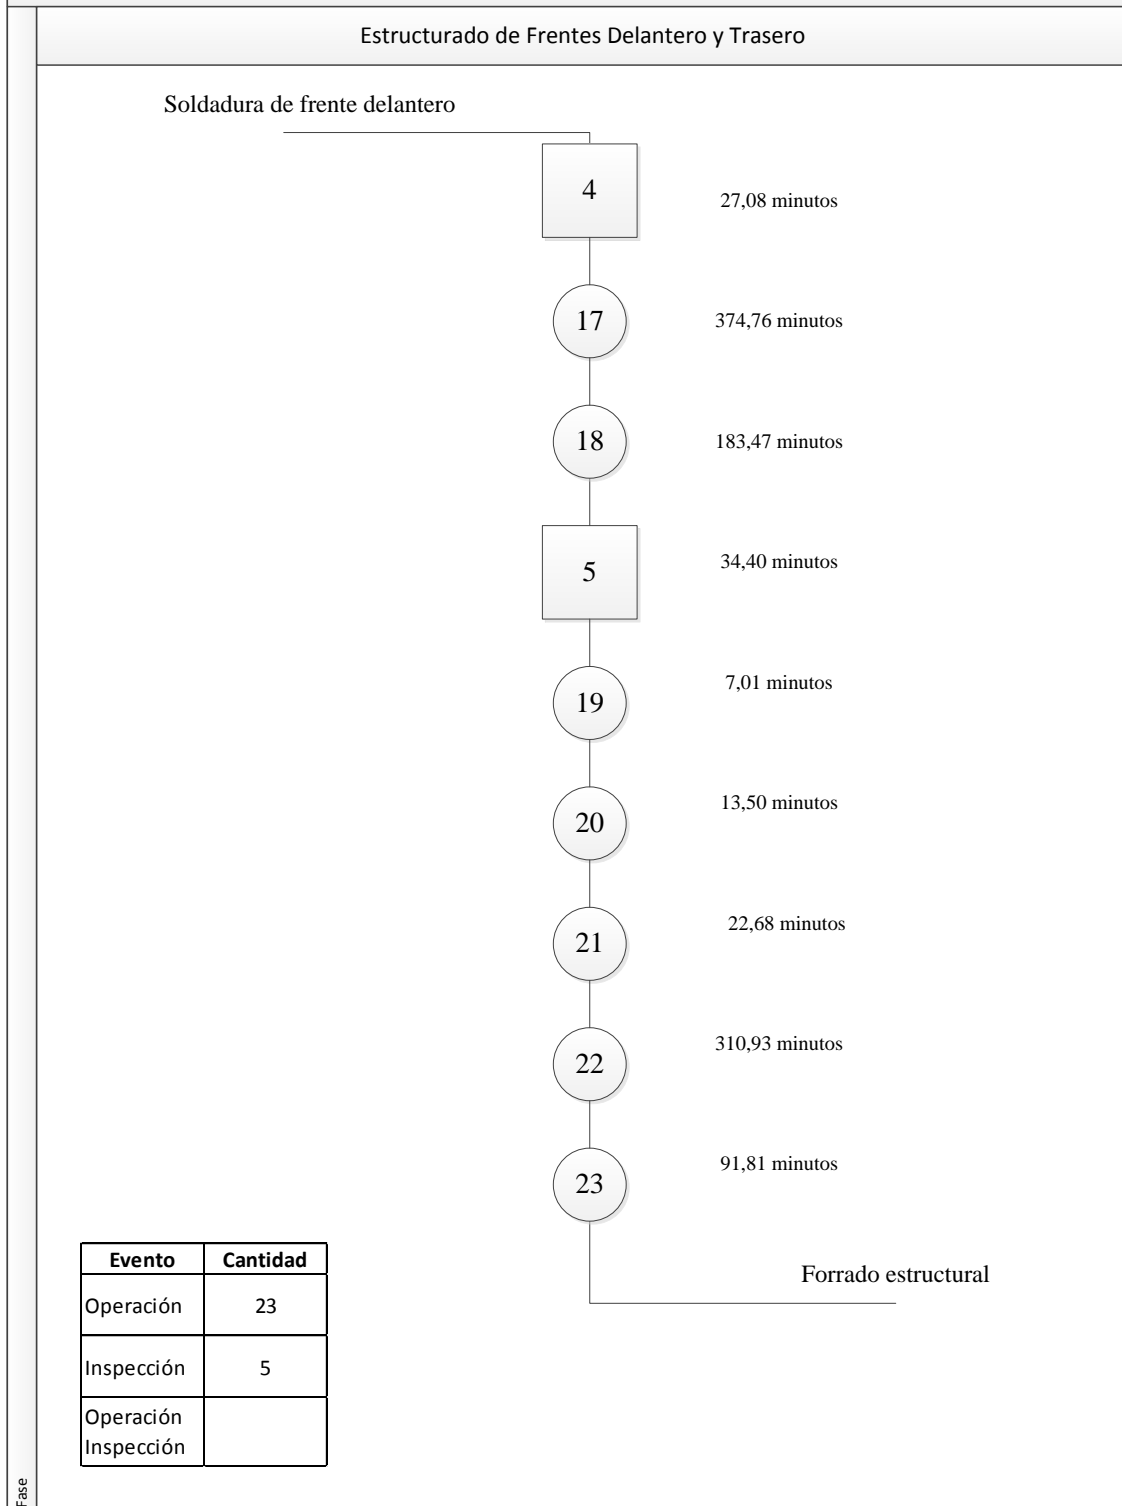 Estructurado de Frentes Delantero y Trasero
Soldadura de frente delantero
4
27,08 minutos
17
374,76 minutos
18
183,47 minutos
5
34,40 minutos
19
7,01 minutos
20
13,50 minutos
21
22,68 minutos
22
310,93 minutos
23
91,81 minutos
Forrado estructural
Evento Cantidad
Operación 23
Inspección 5
Operación
Inspección
Fase